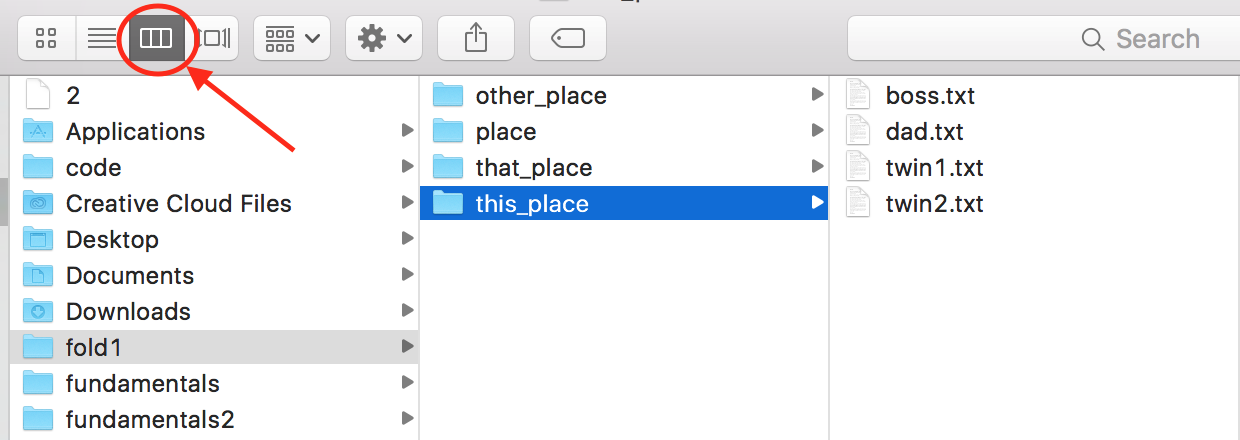 Search
2
Applications
code
Creative Cloud Files
Desktop
Documents
Downloads
fold1
fundamentals
fundamentals2
other_place
place
that_place
this_place
boss.txt
dad.txt
twin1.txt
twin2.txt